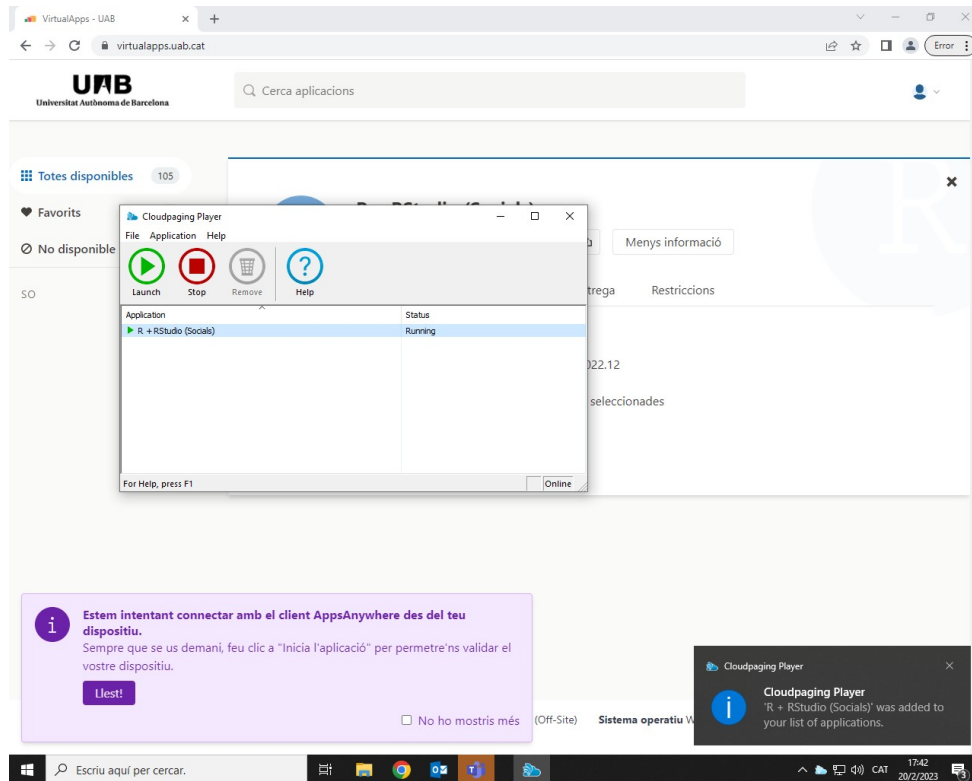 VirtualApps - UAB
virtualapps.uab.cat
Error
UAB
Universitat Autònoma de Barcelona
Cerca aplicacions
Totes disponibles 105
Favorits
No disponible
SO
Menys informació
trega Restriccions
022.12
seleccionades
Cloudpaging Player
File Application Help
Launch Stop Remove Help
Application Status
R + RStudio (Socials) Running
For Help, press F1 Online
i
Estem intentant connectar amb el client AppsAnywhere des del teu
dispositiu.
Sempre que se us demani, feu clic a "Inicia l'aplicació" per permetre'ns validar el
vostre dispositiu.
Llest!
No ho mostris més
(Off-Site) Sistema operatiu W
Cloudpaging Player
Cloudpaging Player
'R + RStudio (Socials)' was added to
your list of applications.
Escriu aquí per cercar.
CAT
17:42
20/2/2023
3